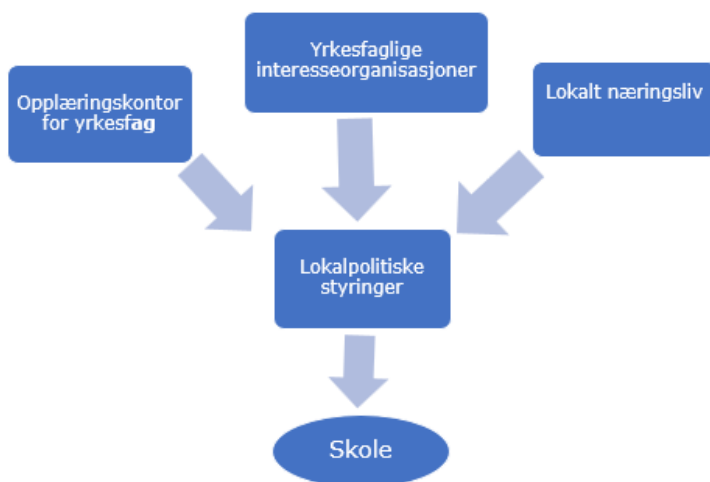 Opplæringskontor
for yrkesfag
Yrkesfaglige
interesseorganisasjoner
Lokalt næringsliv
Lokalpolitiske
styringer
Skole